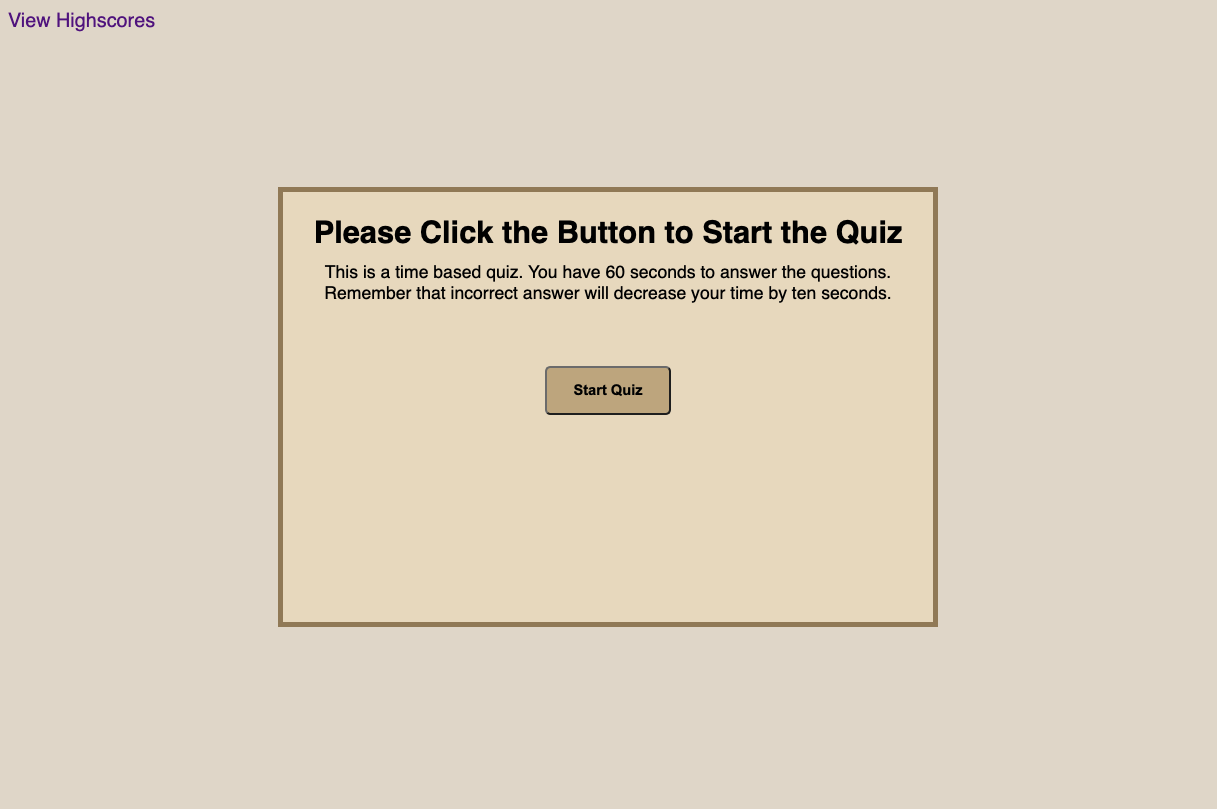 View Highscores
Please Click the Button to Start the Quiz
This is a time based quiz. You have 60 seconds to answer the questions.
Remember that incorrect answer will decrease your time by ten seconds.
Start Quiz